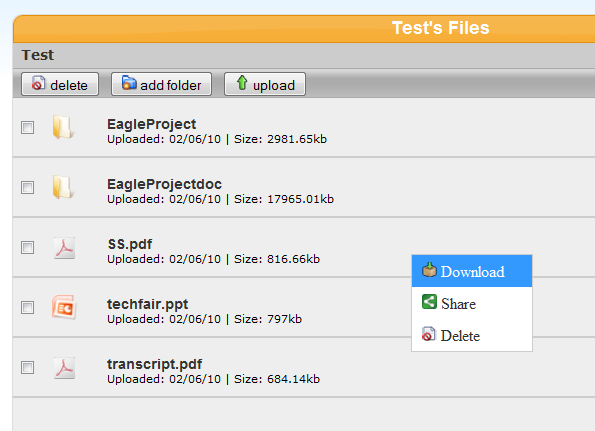 Test's Files
Test
delete add folder upload
EagleProject
Uploaded: 02/06/10 | Size: 2981.65kb
EagleProjectdoc
Uploaded: 02/06/10 | Size: 17965.01kb
SS.pdf
Uploaded: 02/06/10 | Size: 816.66kb
techfair.ppt
Uploaded: 02/06/10 | Size: 797kb
transcript.pdf
Uploaded: 02/06/10 | Size: 684.14kb
Download
Share
Delete